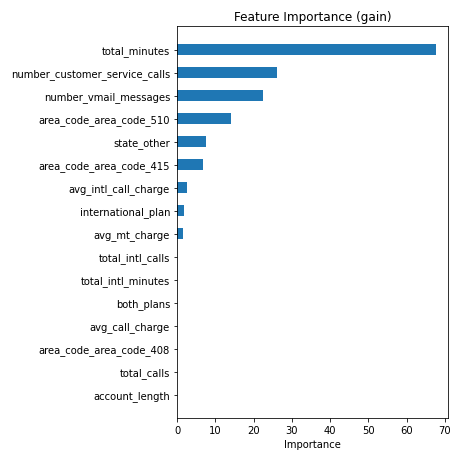 Feature Importance (gain)
total_minutes
number_customer_service_calls
number_vmail_messages
area_code_area_code_510
state_other
area_code_area_code_415
avg_intl_call_charge
international_plan
avg_mt_charge
total_intl_calls
total_intl_minutes
both_plans
avg_call_charge
area_code_area_code_408
total_calls
account_length
0 10 20 30 40 50 60 70
Importance